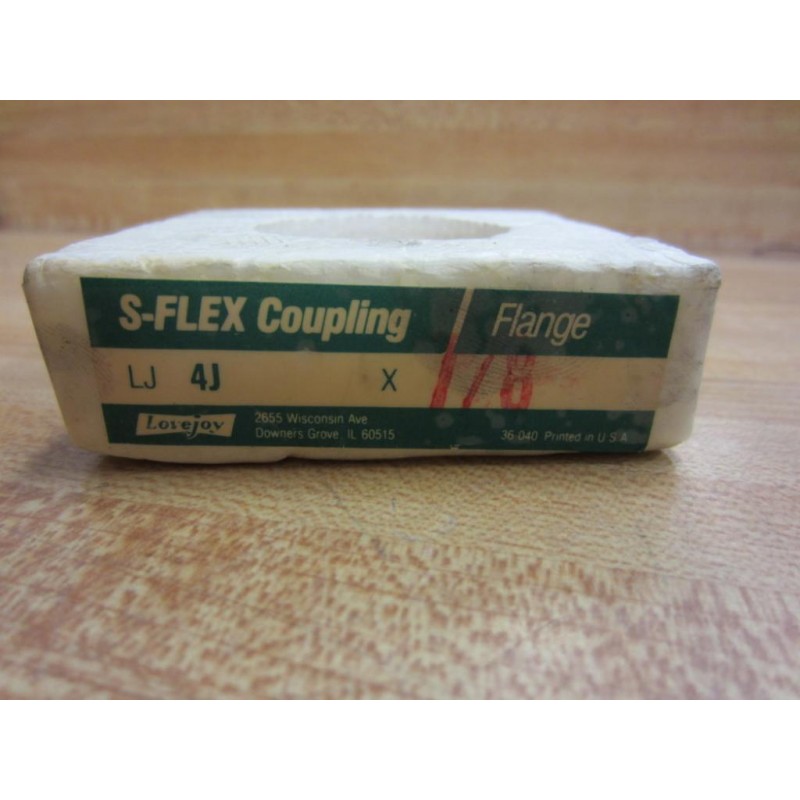 S-FLEX Coupling Flange
LJ 4J X 7/8
Lovejoy
2655 Wisconsin Ave
Downers Grove, IL 60515
36 040 Printed in U S A